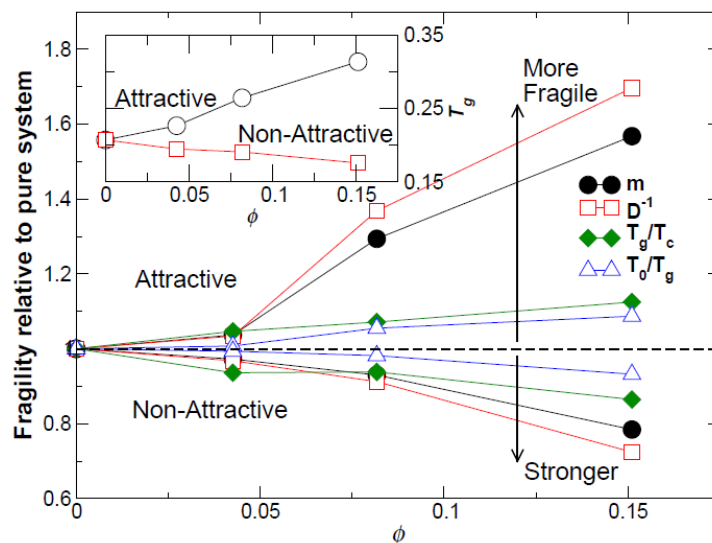 Fragility relative to pure system
1.8
1.6
1.4
1.2
1
0.8
0.6
0
0.05
0.10
0.15
ϕ
Attractive
Non-Attractive
More
Fragile
Stronger
m
D⁻¹
T_g/T_c
T_0/T_g
Attractive
Non-Attractive
0.35
0.25
0.15
T_g
0
0.05
0.10
0.15
ϕ